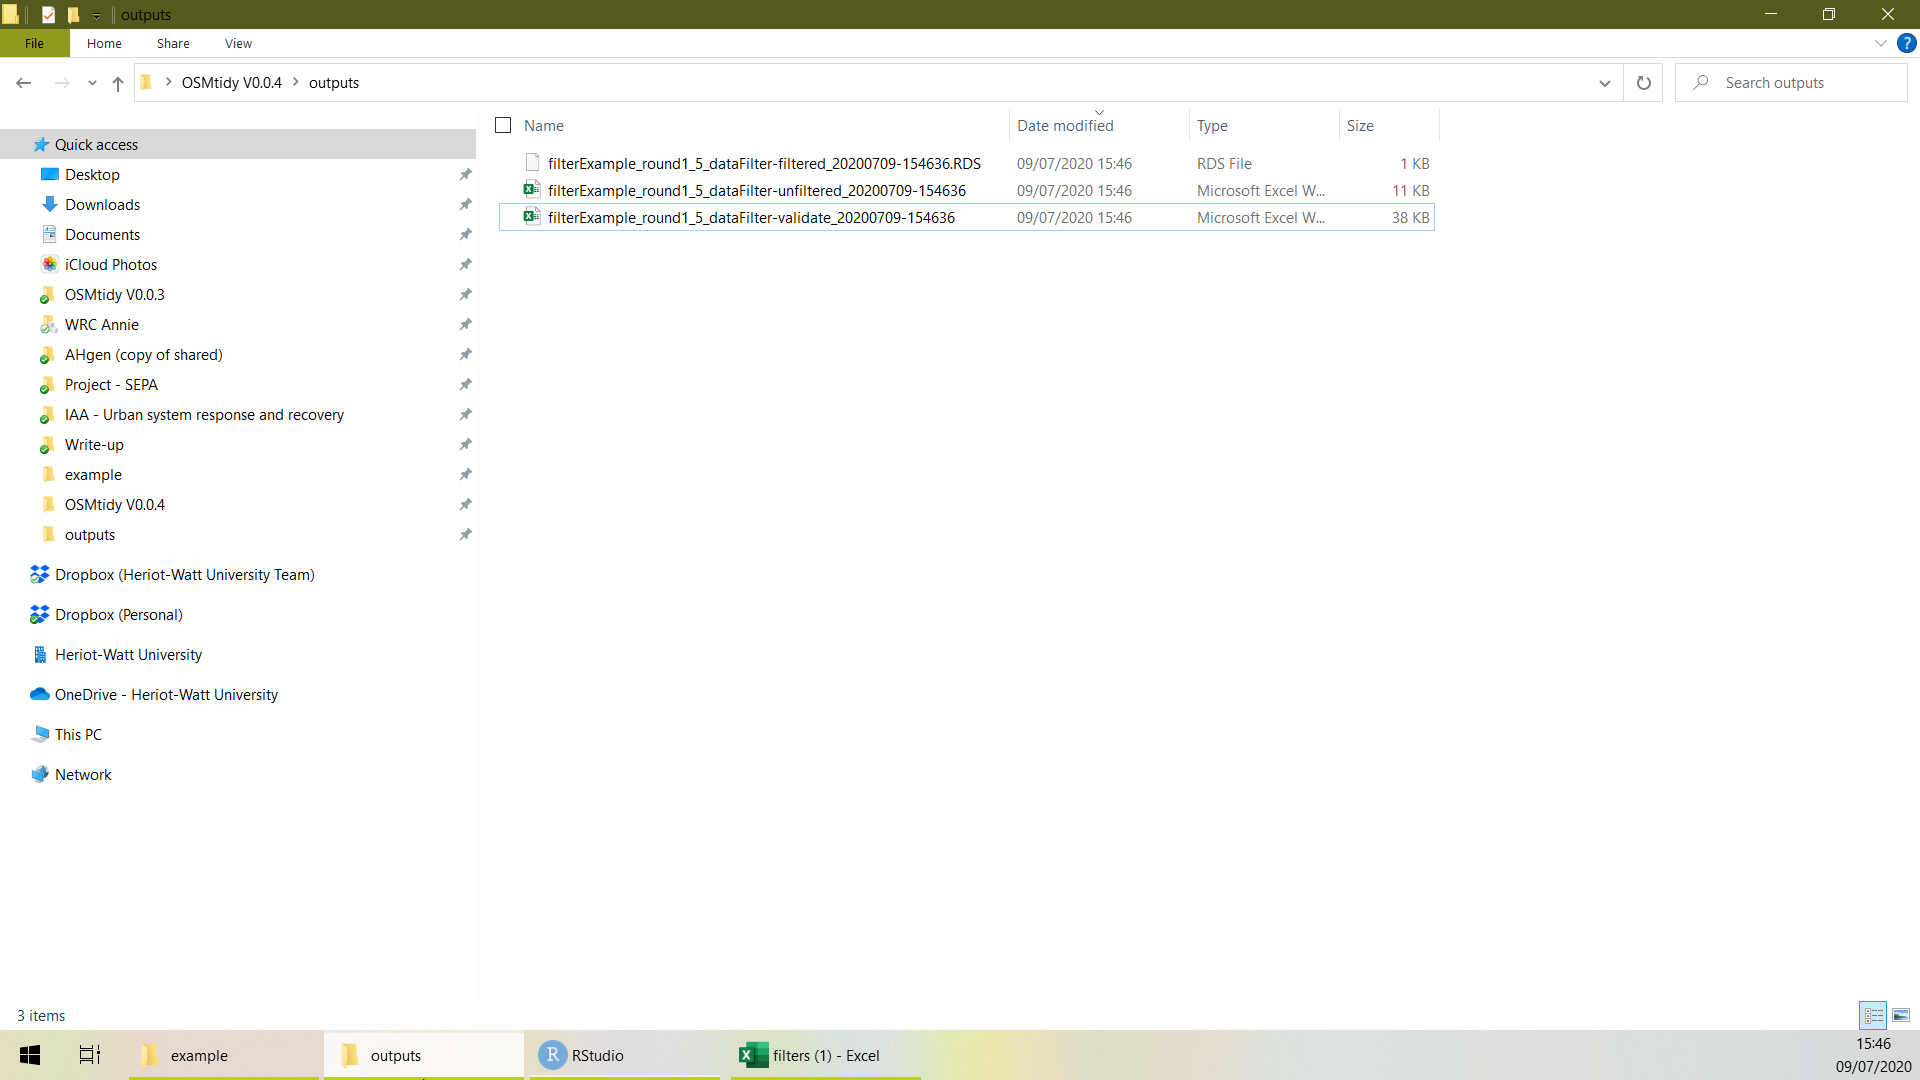 outputs
File Home Share View
?
OSMtidy V0.0.4 outputs
Search outputs
Name Date modified Type Size
filterExample_round1_5_dataFilter-filtered_20200709-154636.RDS 09/07/2020 15:46 RDS File 1 KB
filterExample_round1_5_dataFilter-unfiltered_20200709-154636 09/07/2020 15:46 Microsoft Excel W... 11 KB
filterExample_round1_5_dataFilter-validate_20200709-154636 09/07/2020 15:46 Microsoft Excel W... 38 KB
Quick access
Desktop
Downloads
Documents
iCloud Photos
OSMtidy V0.0.3
WRC Annie
AHgen (copy of shared)
Project - SEPA
IAA - Urban system response and recovery
Write-up
example
OSMtidy V0.0.4
outputs
Dropbox (Heriot-Watt University Team)
Dropbox (Personal)
Heriot-Watt University
OneDrive - Heriot-Watt University
This PC
Network
3 items
example outputs R RStudio X filters (1) - Excel
15:46
09/07/2020